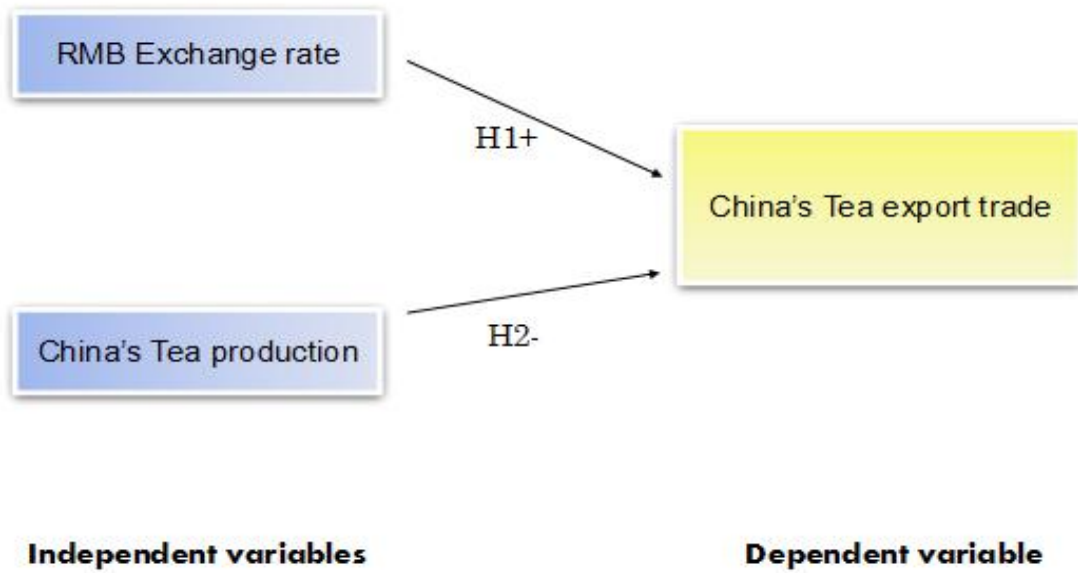 RMB Exchange rate
H1+
China's Tea export trade
H2-
China's Tea production
Independent variables
Dependent variable